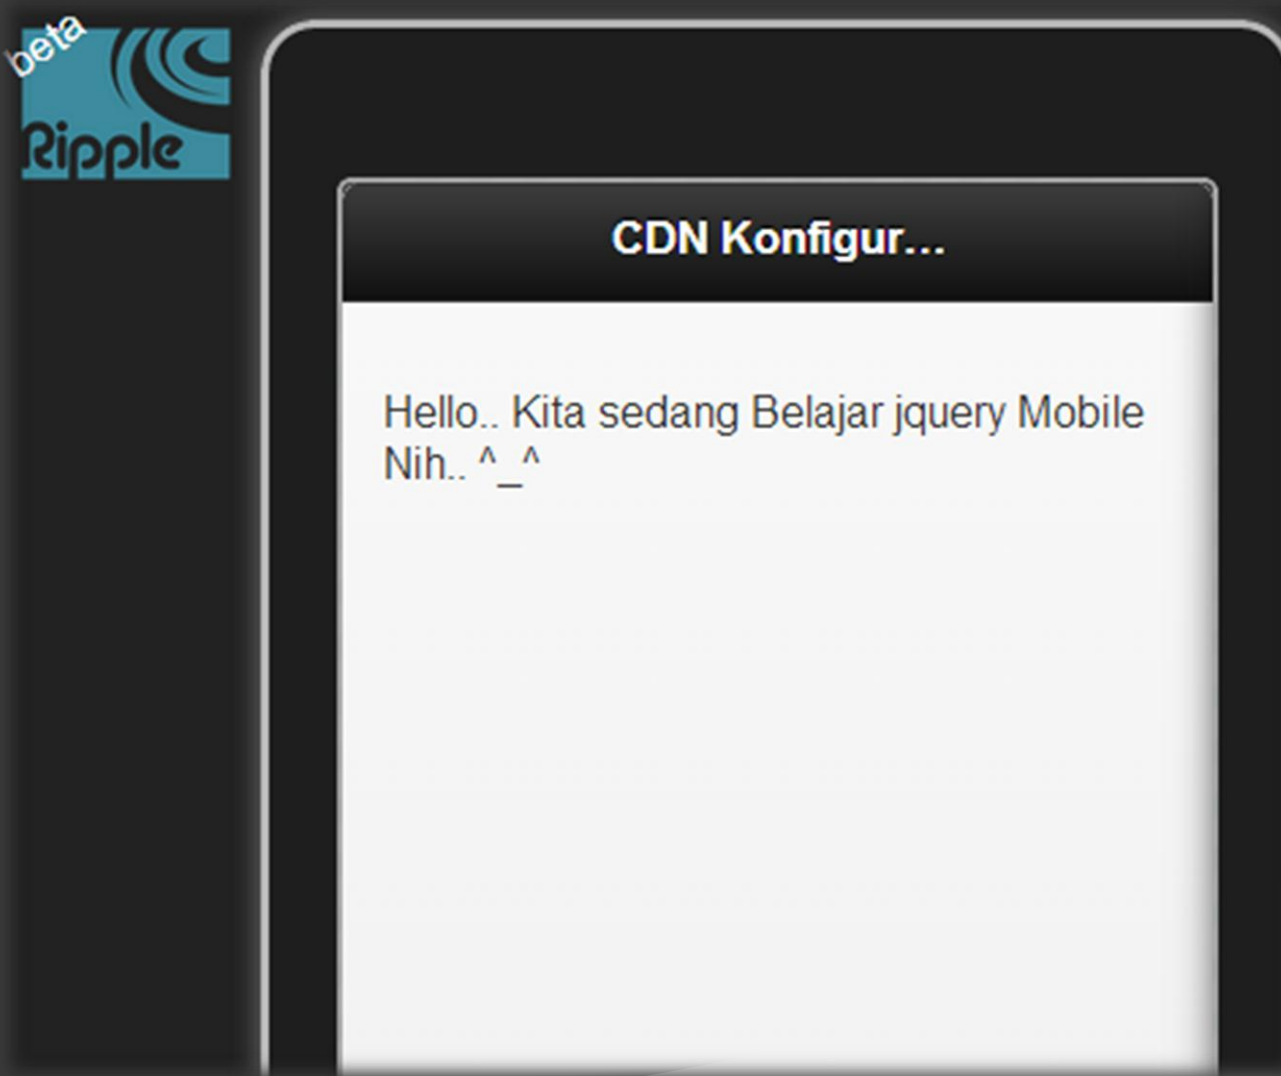 beta
Ripple
CDN Konfigur...
Hello.. Kita sedang Belajar jquery Mobile
Nih.. ^_^